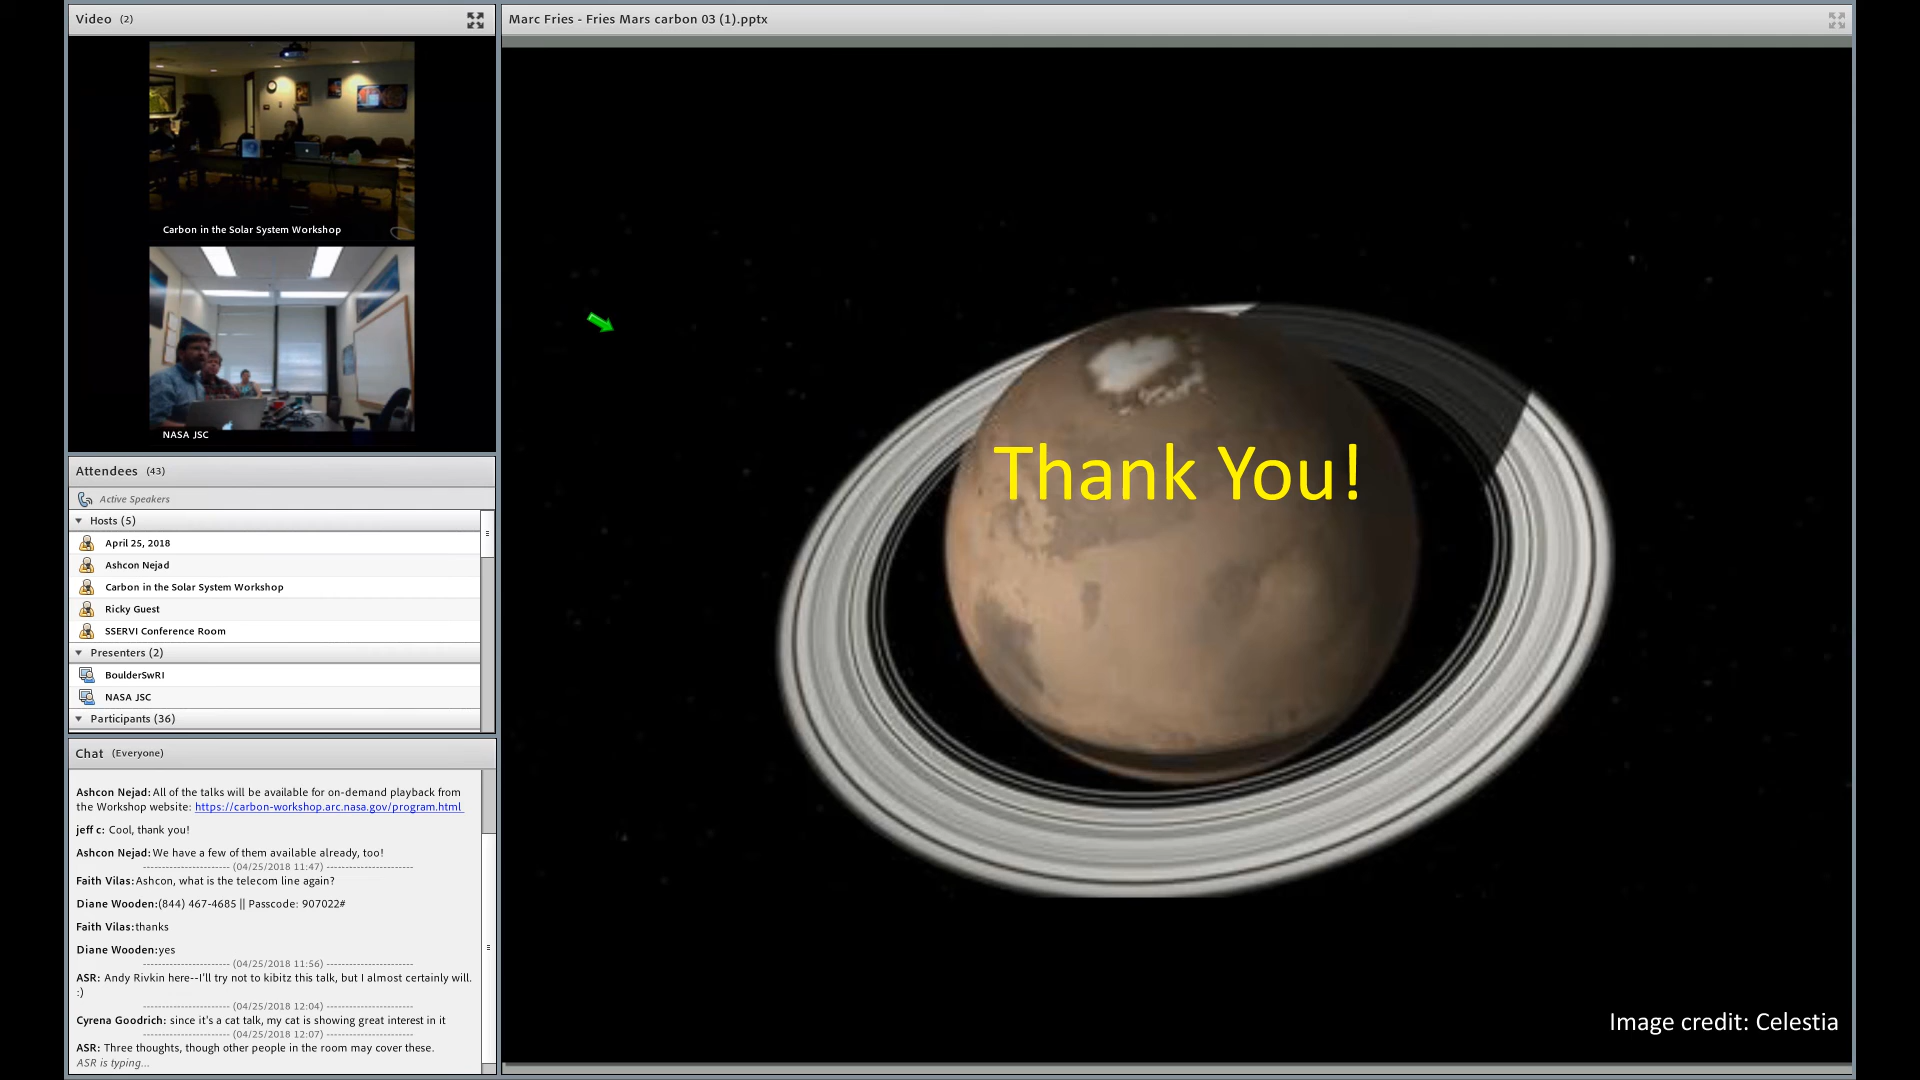 Video (2)
Carbon in the Solar System Workshop
NASA JSC
Attendees (43)
Active Speakers
Hosts (5)
April 25, 2018
Ashcon Nejad
Carbon in the Solar System Workshop
Ricky Guest
SSERVI Conference Room
Presenters (2)
BoulderSwRI
NASA JSC
Participants (36)
Chat (Everyone)
Ashcon Nejad: All of the talks will be available for on-demand playback from
the Workshop website: https://carbon-workshop.arc.nasa.gov/program.html
jeff c: Cool, thank you!
Ashcon Nejad: We have a few of them available already, too!
------------------------ (04/25/2018 11:47) ------------------------
Faith Vilas: Ashcon, what is the telecom line again?
Diane Wooden: (844) 467-4685 || Passcode: 907022#
Faith Vilas: thanks
Diane Wooden: yes
------------------------ (04/25/2018 11:56) ------------------------
ASR: Andy Rivkin here--I'll try not to kibitz this talk, but I almost certainly will.
:)
------------------------ (04/25/2018 12:04) ------------------------
Cyrena Goodrich: since it's a cat talk, my cat is showing great interest in it
------------------------ (04/25/2018 12:07) ------------------------
ASR: Three thoughts, though other people in the room may cover these.
ASR is typing...
Marc Fries - Fries Mars carbon 03 (1).pptx
Thank You!
Image credit: Celestia